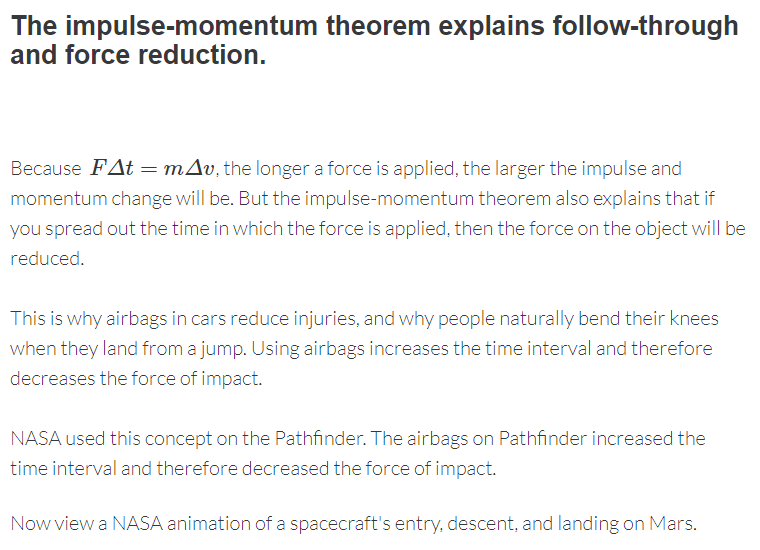 The impulse-momentum theorem explains follow-through
and force reduction.
Because FΔt = mΔv, the longer a force is applied, the larger the impulse and
momentum change will be. But the impulse-momentum theorem also explains that if
you spread out the time in which the force is applied, then the force on the object will be
reduced.
This is why airbags in cars reduce injuries, and why people naturally bend their knees
when they land from a jump. Using airbags increases the time interval and therefore
decreases the force of impact.
NASA used this concept on the Pathfinder. The airbags on Pathfinder increased the
time interval and therefore decreased the force of impact.
Now view a NASA animation of a spacecraft's entry, descent, and landing on Mars.